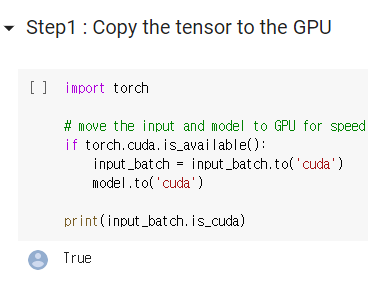 Step1 : Copy the tensor to the GPU
[ ] import torch
# move the input and model to GPU for speed
if torch.cuda.is_available():
    input_batch = input_batch.to('cuda')
    model.to('cuda')
print(input_batch.is_cuda)
True